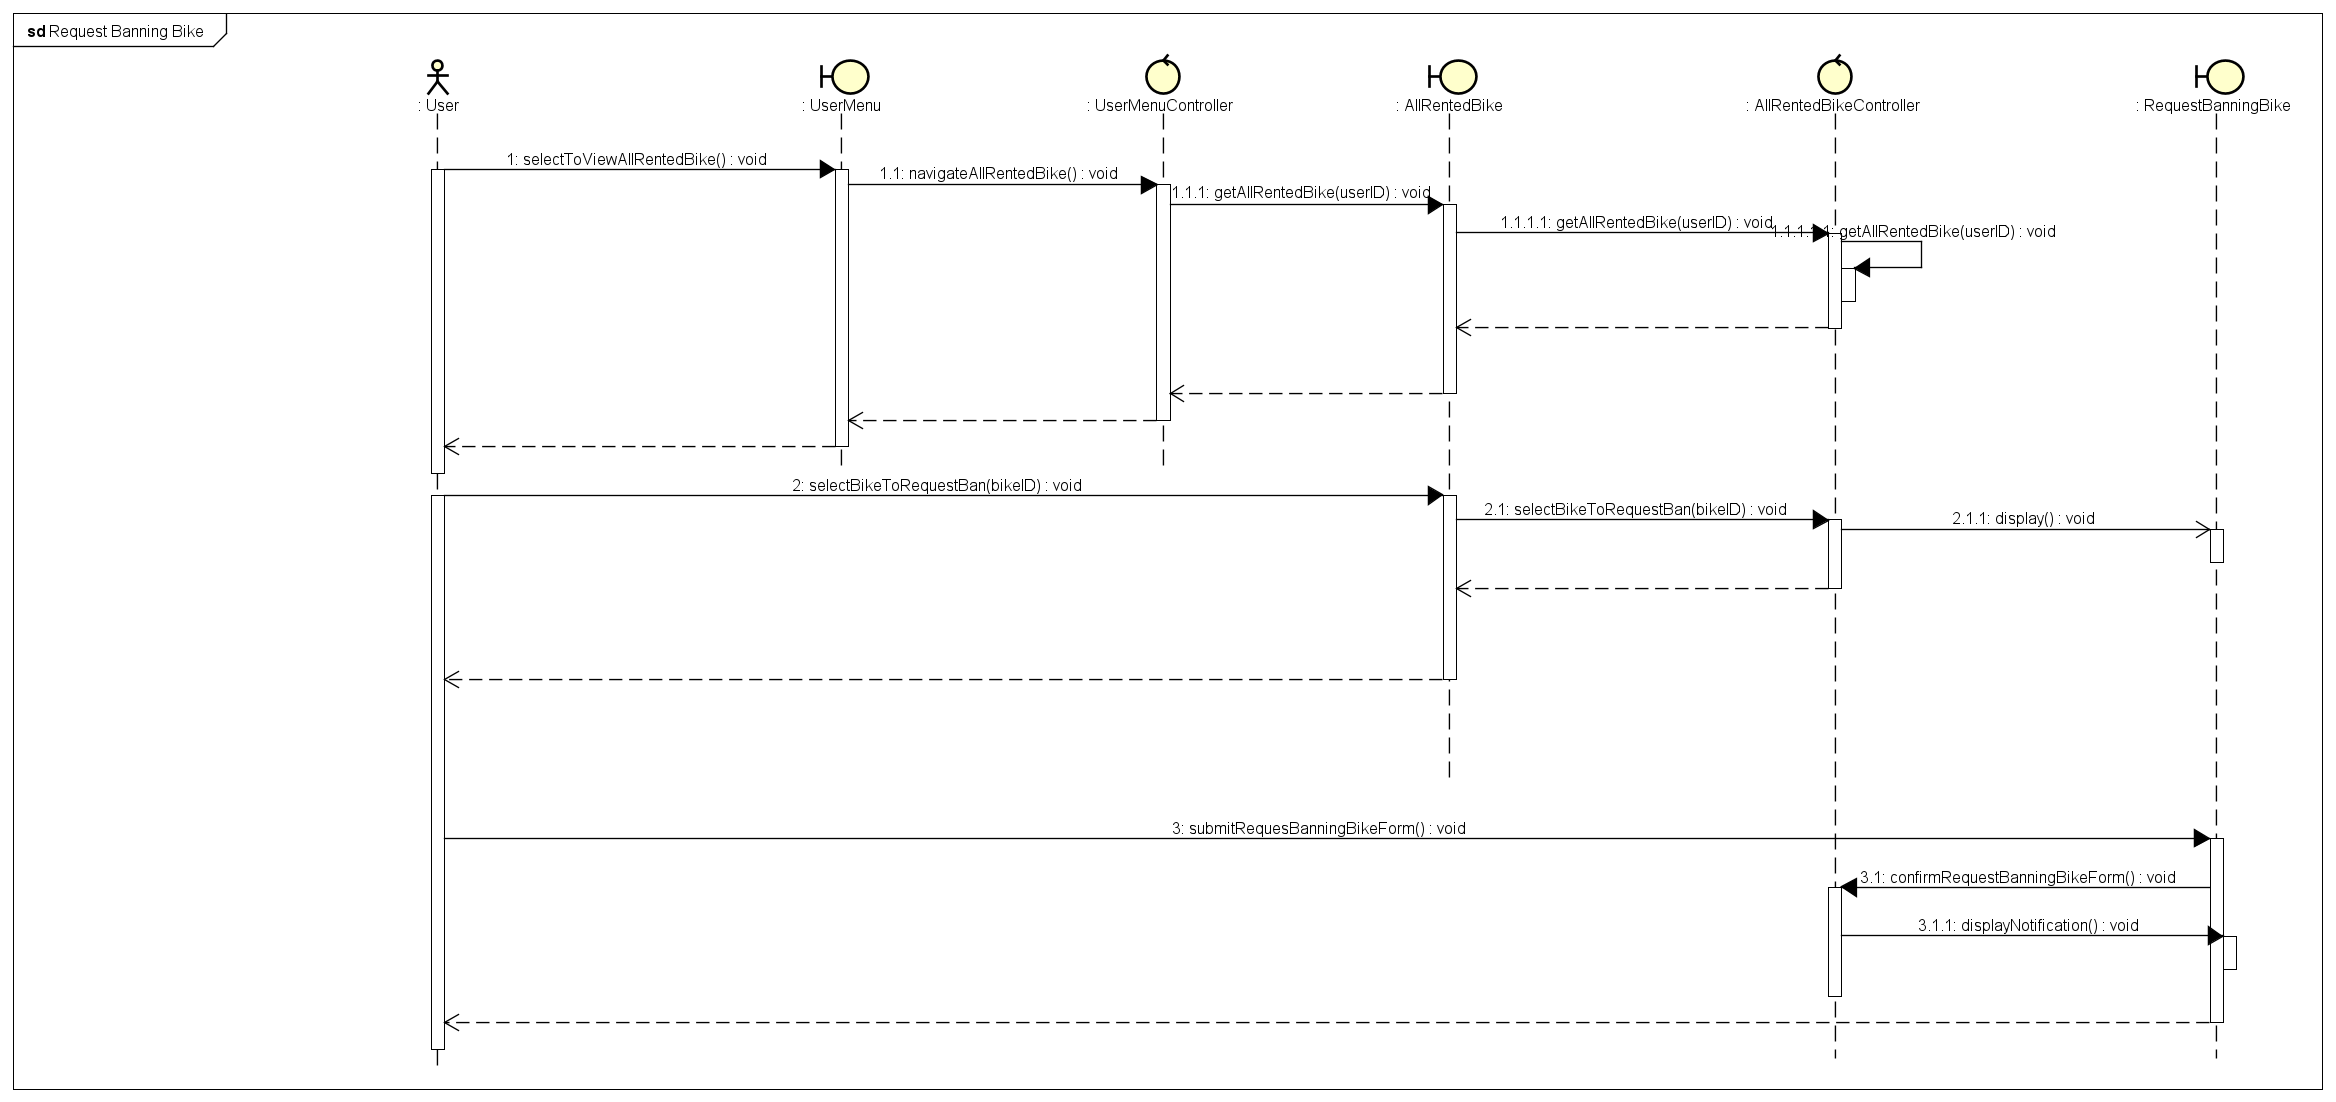 sd Request Banning Bike
: User
: UserMenu
: UserMenuController
: AllRentedBike
: AllRentedBikeController
: RequestBanningBike
1: selectToViewAllRentedBike() : void
1.1: navigateAllRentedBike() : void
1.1.1: getAllRentedBike(userID) : void
1.1.1.1: getAllRentedBike(userID) : void
1.1.1.1.1: getAllRentedBike(userID) : void
2: selectBikeToRequestBan(bikeID) : void
2.1: selectBikeToRequestBan(bikeID) : void
2.1.1: display() : void
3: submitRequesBanningBikeForm() : void
3.1: confirmRequestBanningBikeForm() : void
3.1.1: displayNotification() : void